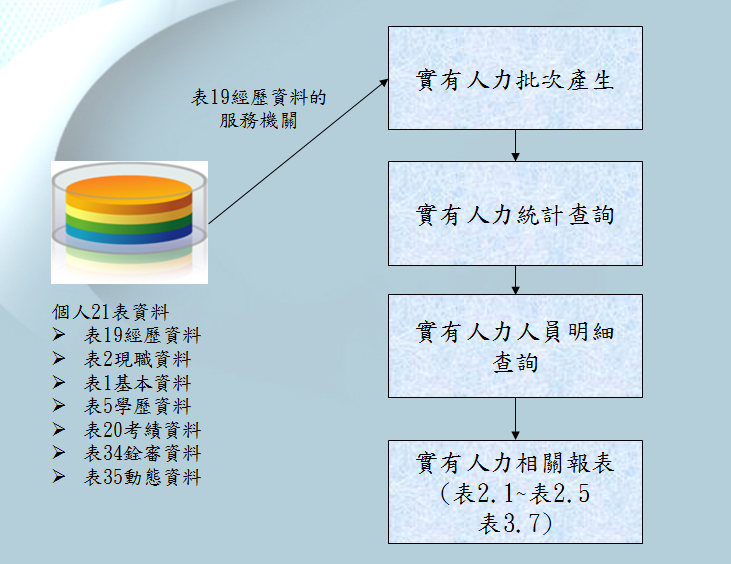 表19經歷資料的
服務機關
實有人力批次產生
實有人力統計查詢
實有人力人員明細
查詢
實有人力相關報表
(表2.1~表2.5
表3.7)
個人21表資料
表19經歷資料
表2現職資料
表1基本資料
表5學歷資料
表20考績資料
表34銓審資料
表35動態資料